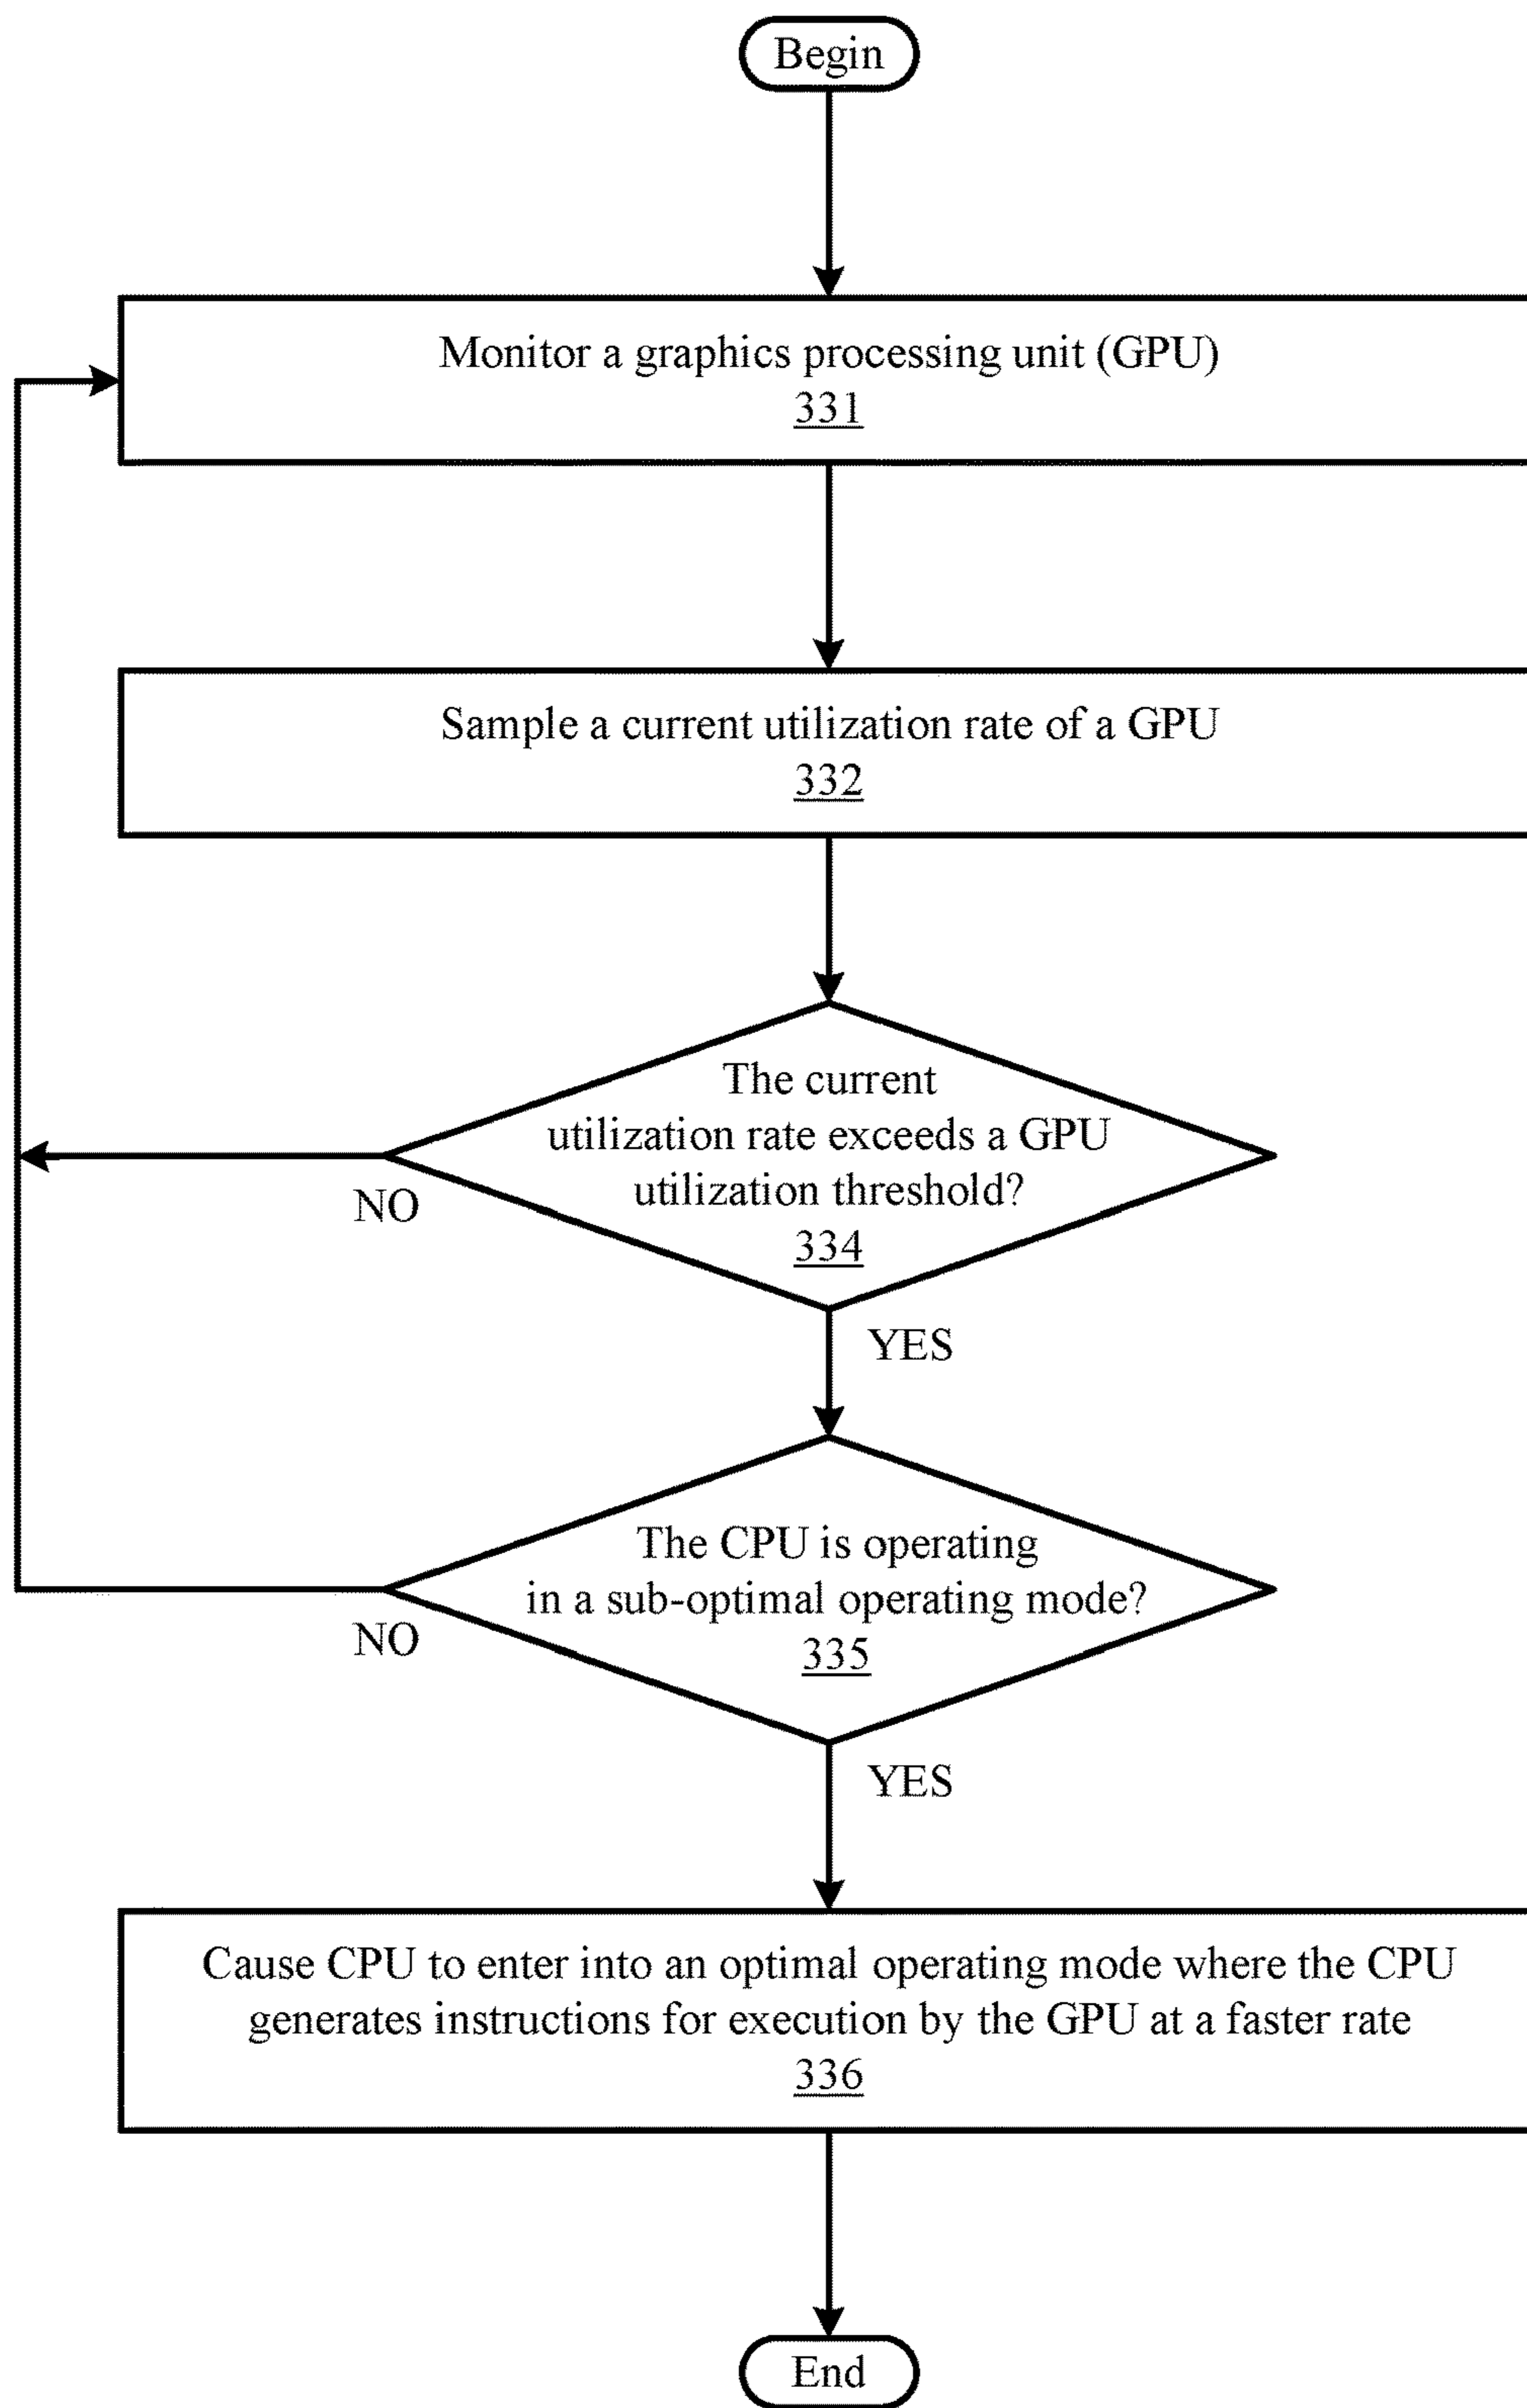 Begin
Monitor a graphics processing unit (GPU)
331
Sample a current utilization rate of a GPU
332
The current
utilization rate exceeds a GPU
utilization threshold?
334
NO
YES
The CPU is operating
in a sub-optimal operating mode?
335
NO
YES
Cause CPU to enter into an optimal operating mode where the CPU
generates instructions for execution by the GPU at a faster rate
336
End